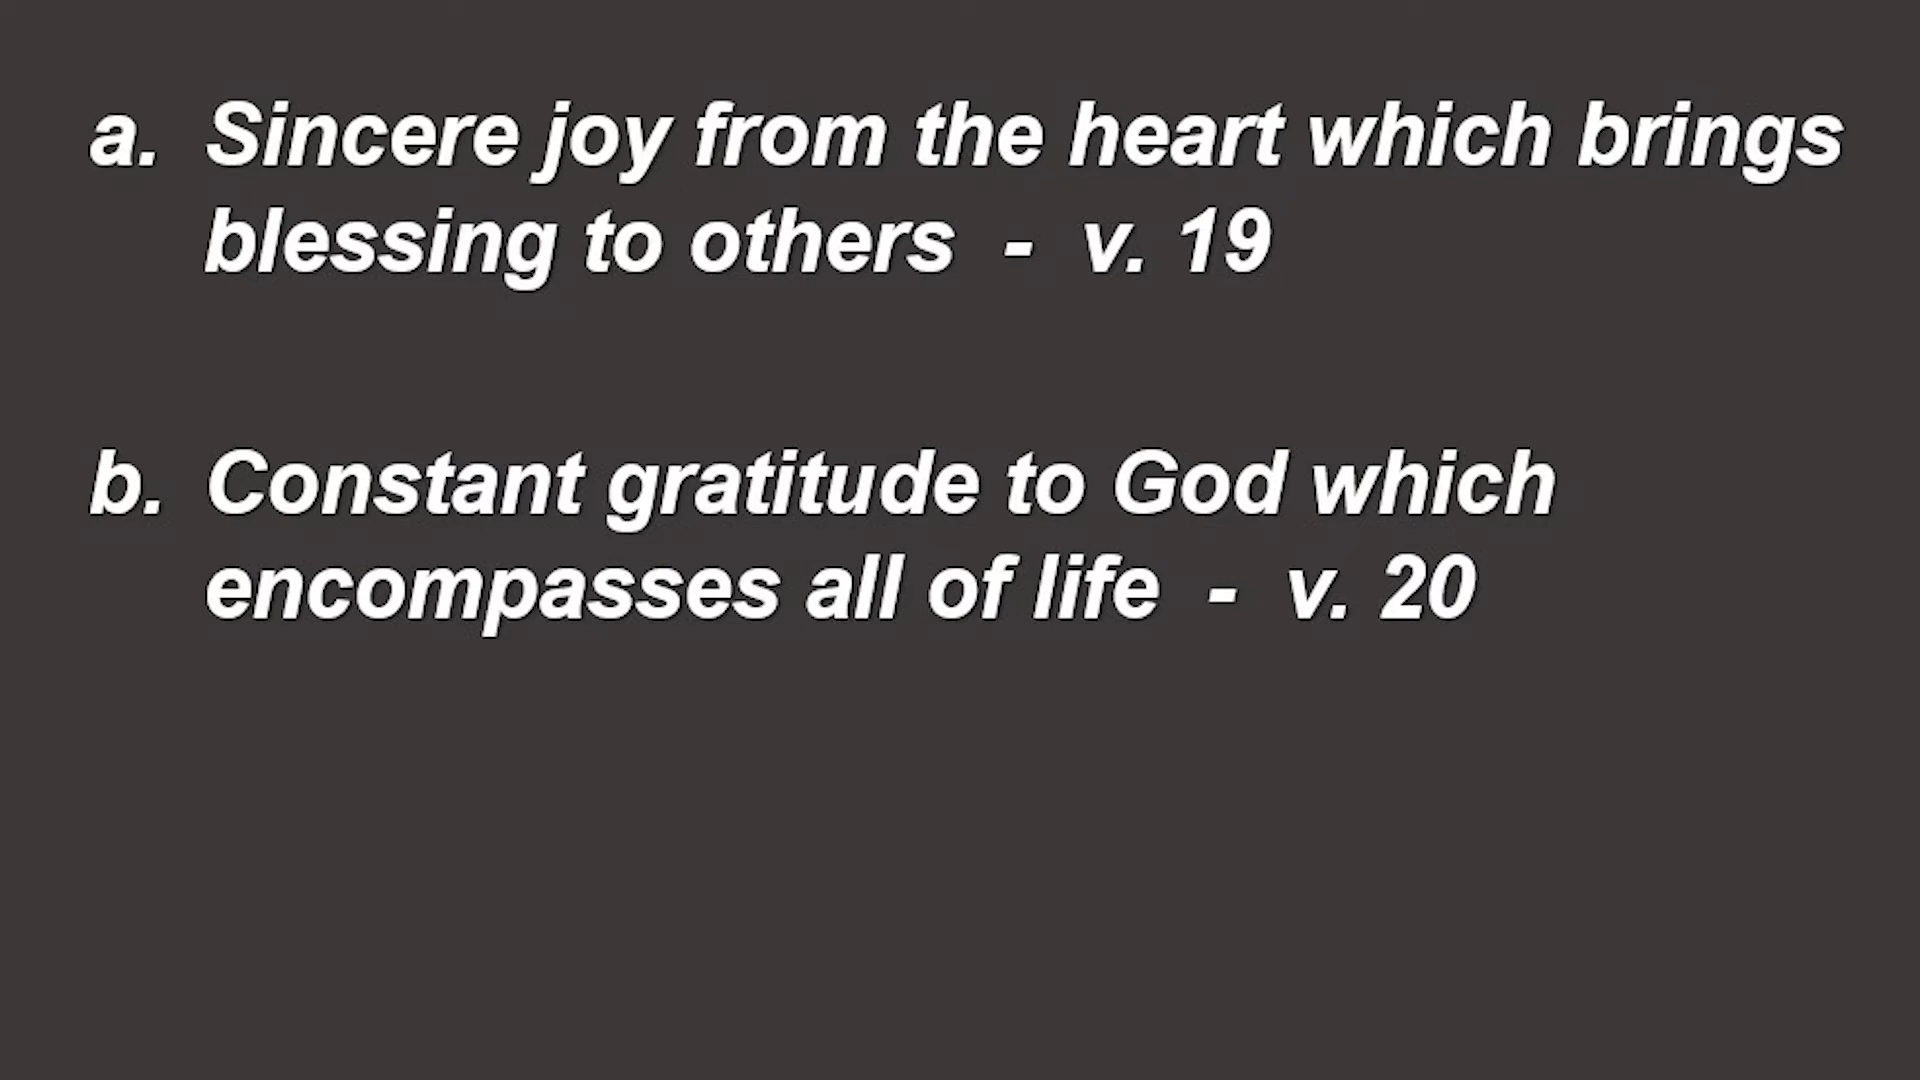 a. Sincere joy from the heart which brings
blessing to others - v. 19
b. Constant gratitude to God which
encompasses all of life - v. 20